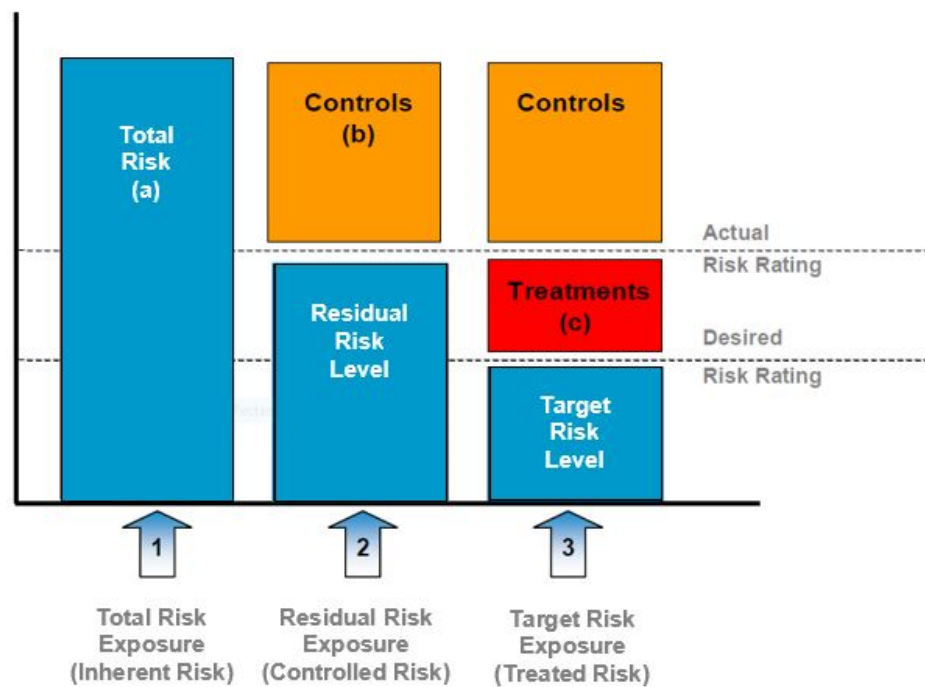 Total
Risk
(a)
Controls
(b)
Controls
Actual
Risk Rating
Residual
Risk
Level
Treatments
(c)
Desired
Risk Rating
Target
Risk
Level
1
2
3
Total Risk
Exposure
(Inherent Risk)
Residual Risk
Exposure
(Controlled Risk)
Target Risk
Exposure
(Treated Risk)